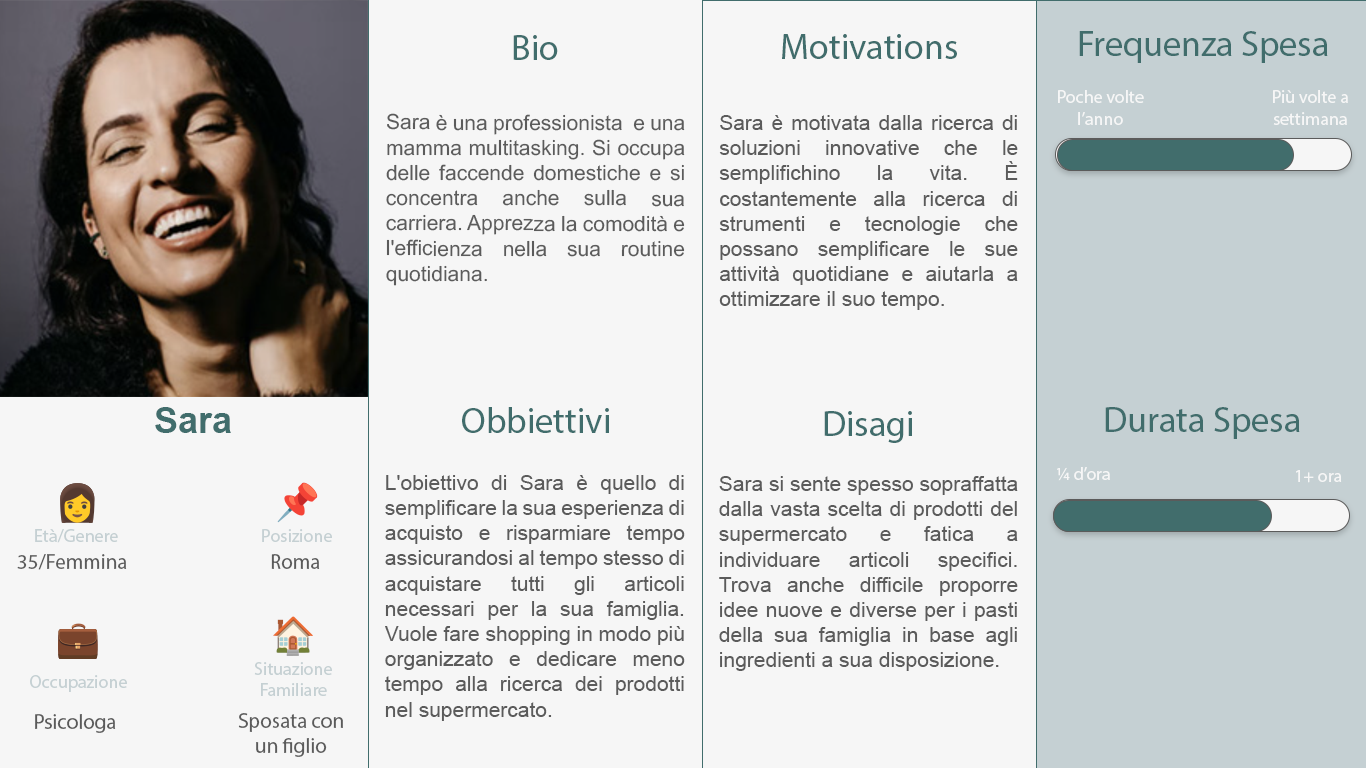 Sara
Età/Genere
35/Femmina
Posizione
Roma
Occupazione
Psicologa
Situazione
Familiare
Sposata con
un figlio
Bio
Sara è una professionista e una
mamma multitasking. Si occupa
delle faccende domestiche e si
concentra anche sulla sua
carriera. Apprezza la comodità e
l'efficienza nella sua routine
quotidiana.
Obbiettivi
L'obiettivo di Sara è quello di
semplificare la sua esperienza di
acquisto e risparmiare tempo
assicurandosi al tempo stesso di
acquistare tutti gli articoli
necessari per la sua famiglia.
Vuole fare shopping in modo più
organizzato e dedicare meno
tempo alla ricerca dei prodotti
nel supermercato.
Motivations
Sara è motivata dalla ricerca di
soluzioni innovative che le
semplifichino la vita. È
costantemente alla ricerca di
strumenti e tecnologie che
possano semplificare le sue
attività quotidiane e aiutarla a
ottimizzare il suo tempo.
Disagi
Sara si sente spesso sopraffatta
dalla vasta scelta di prodotti del
supermercato e fatica a
individuare articoli specifici.
Trova anche difficile proporre
idee nuove e diverse per i pasti
della sua famiglia in base agli
ingredienti a sua disposizione.
Frequenza Spesa
Poche volte
l'anno
Più volte a
settimana
Durata Spesa
¼ d'ora
1+ ora